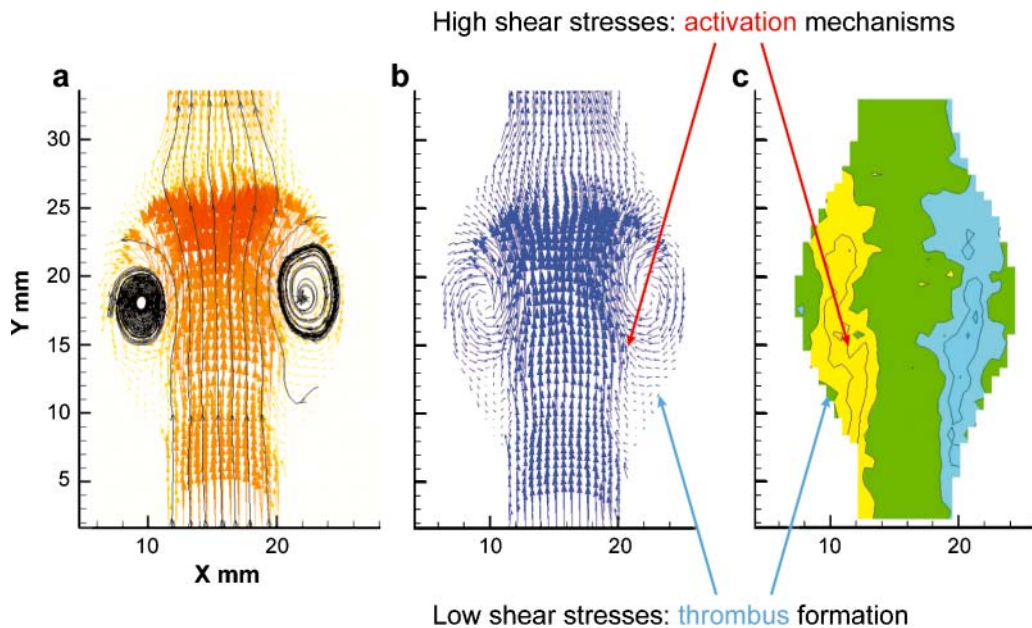 High shear stresses: activation mechanisms
a
b
c
30
25
20
15
10
5
Y mm
10
20
10
20
10
20
X mm
Low shear stresses: thrombus formation